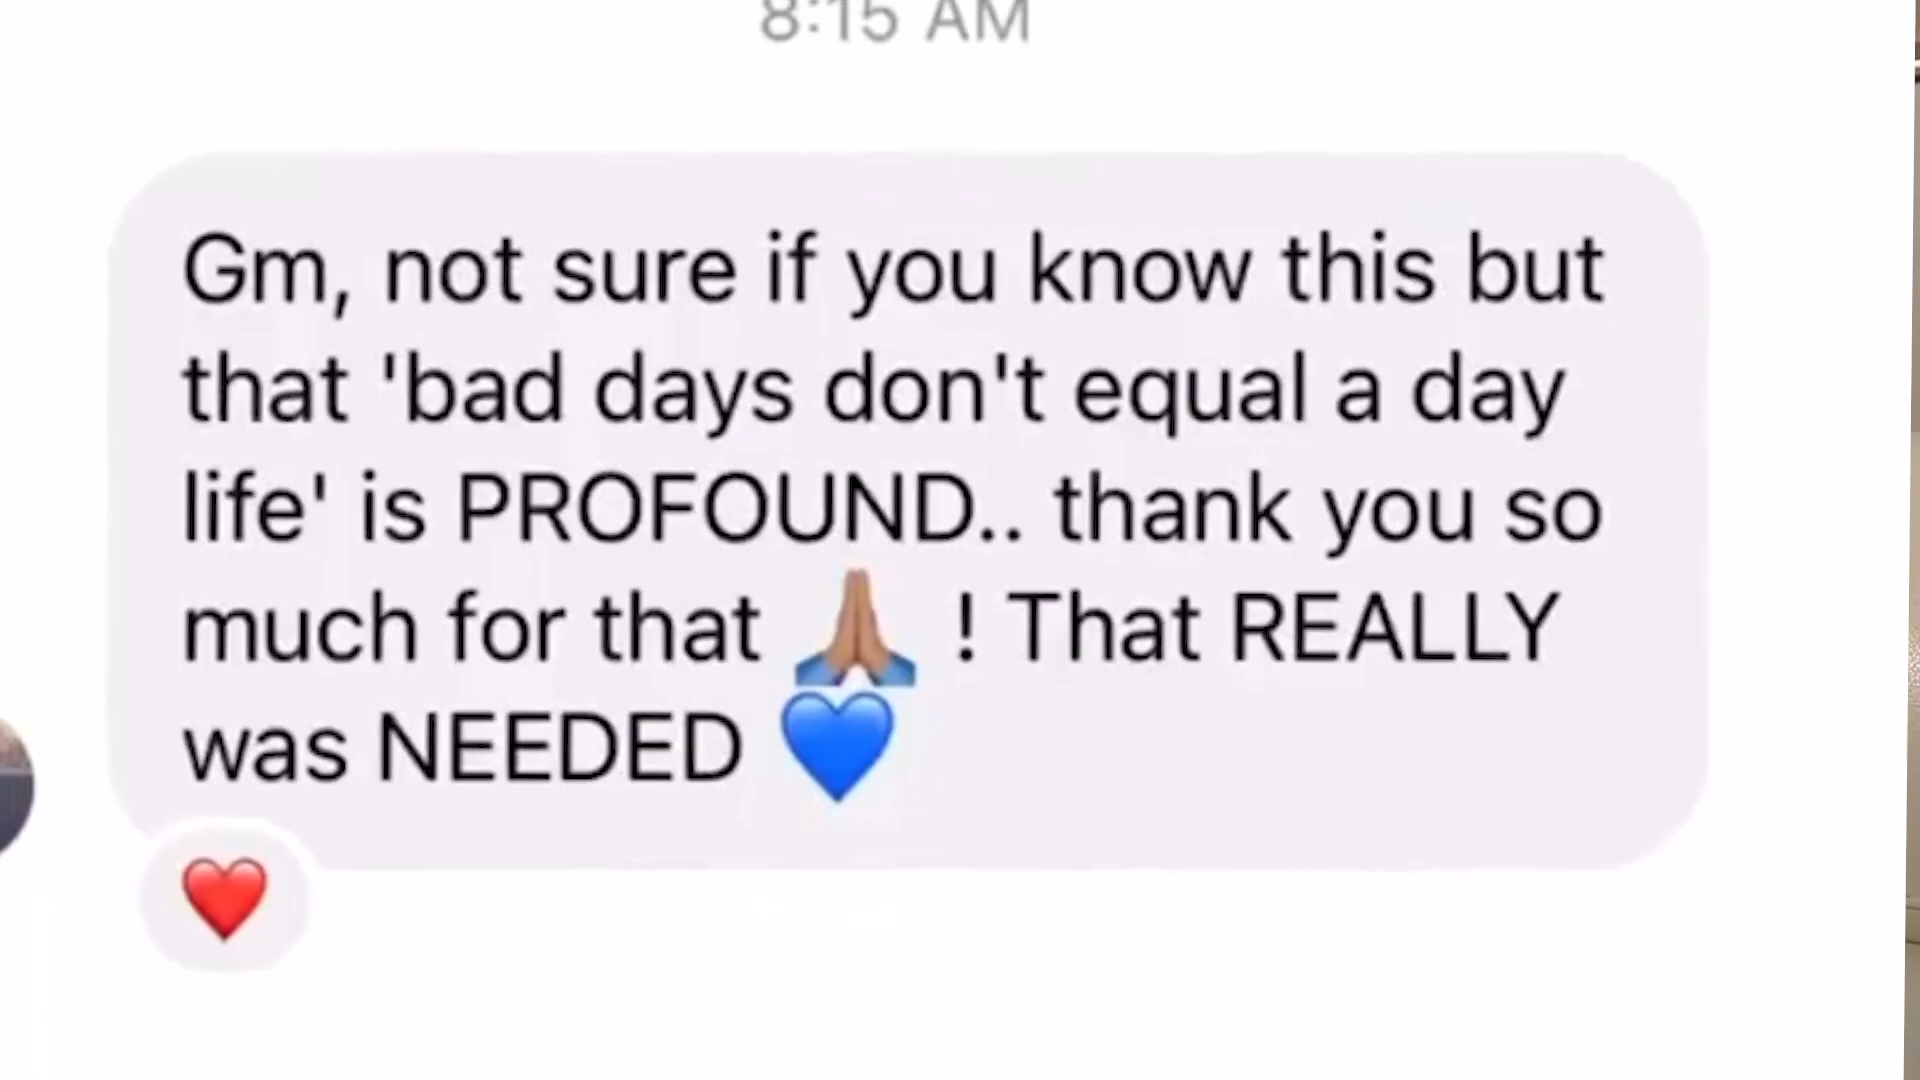 8:15 AM
Gm, not sure if you know this but
that 'bad days don't equal a day
life' is PROFOUND.. thank you so
much for that 🙏🏽 ! That REALLY
was NEEDED 💙
❤️